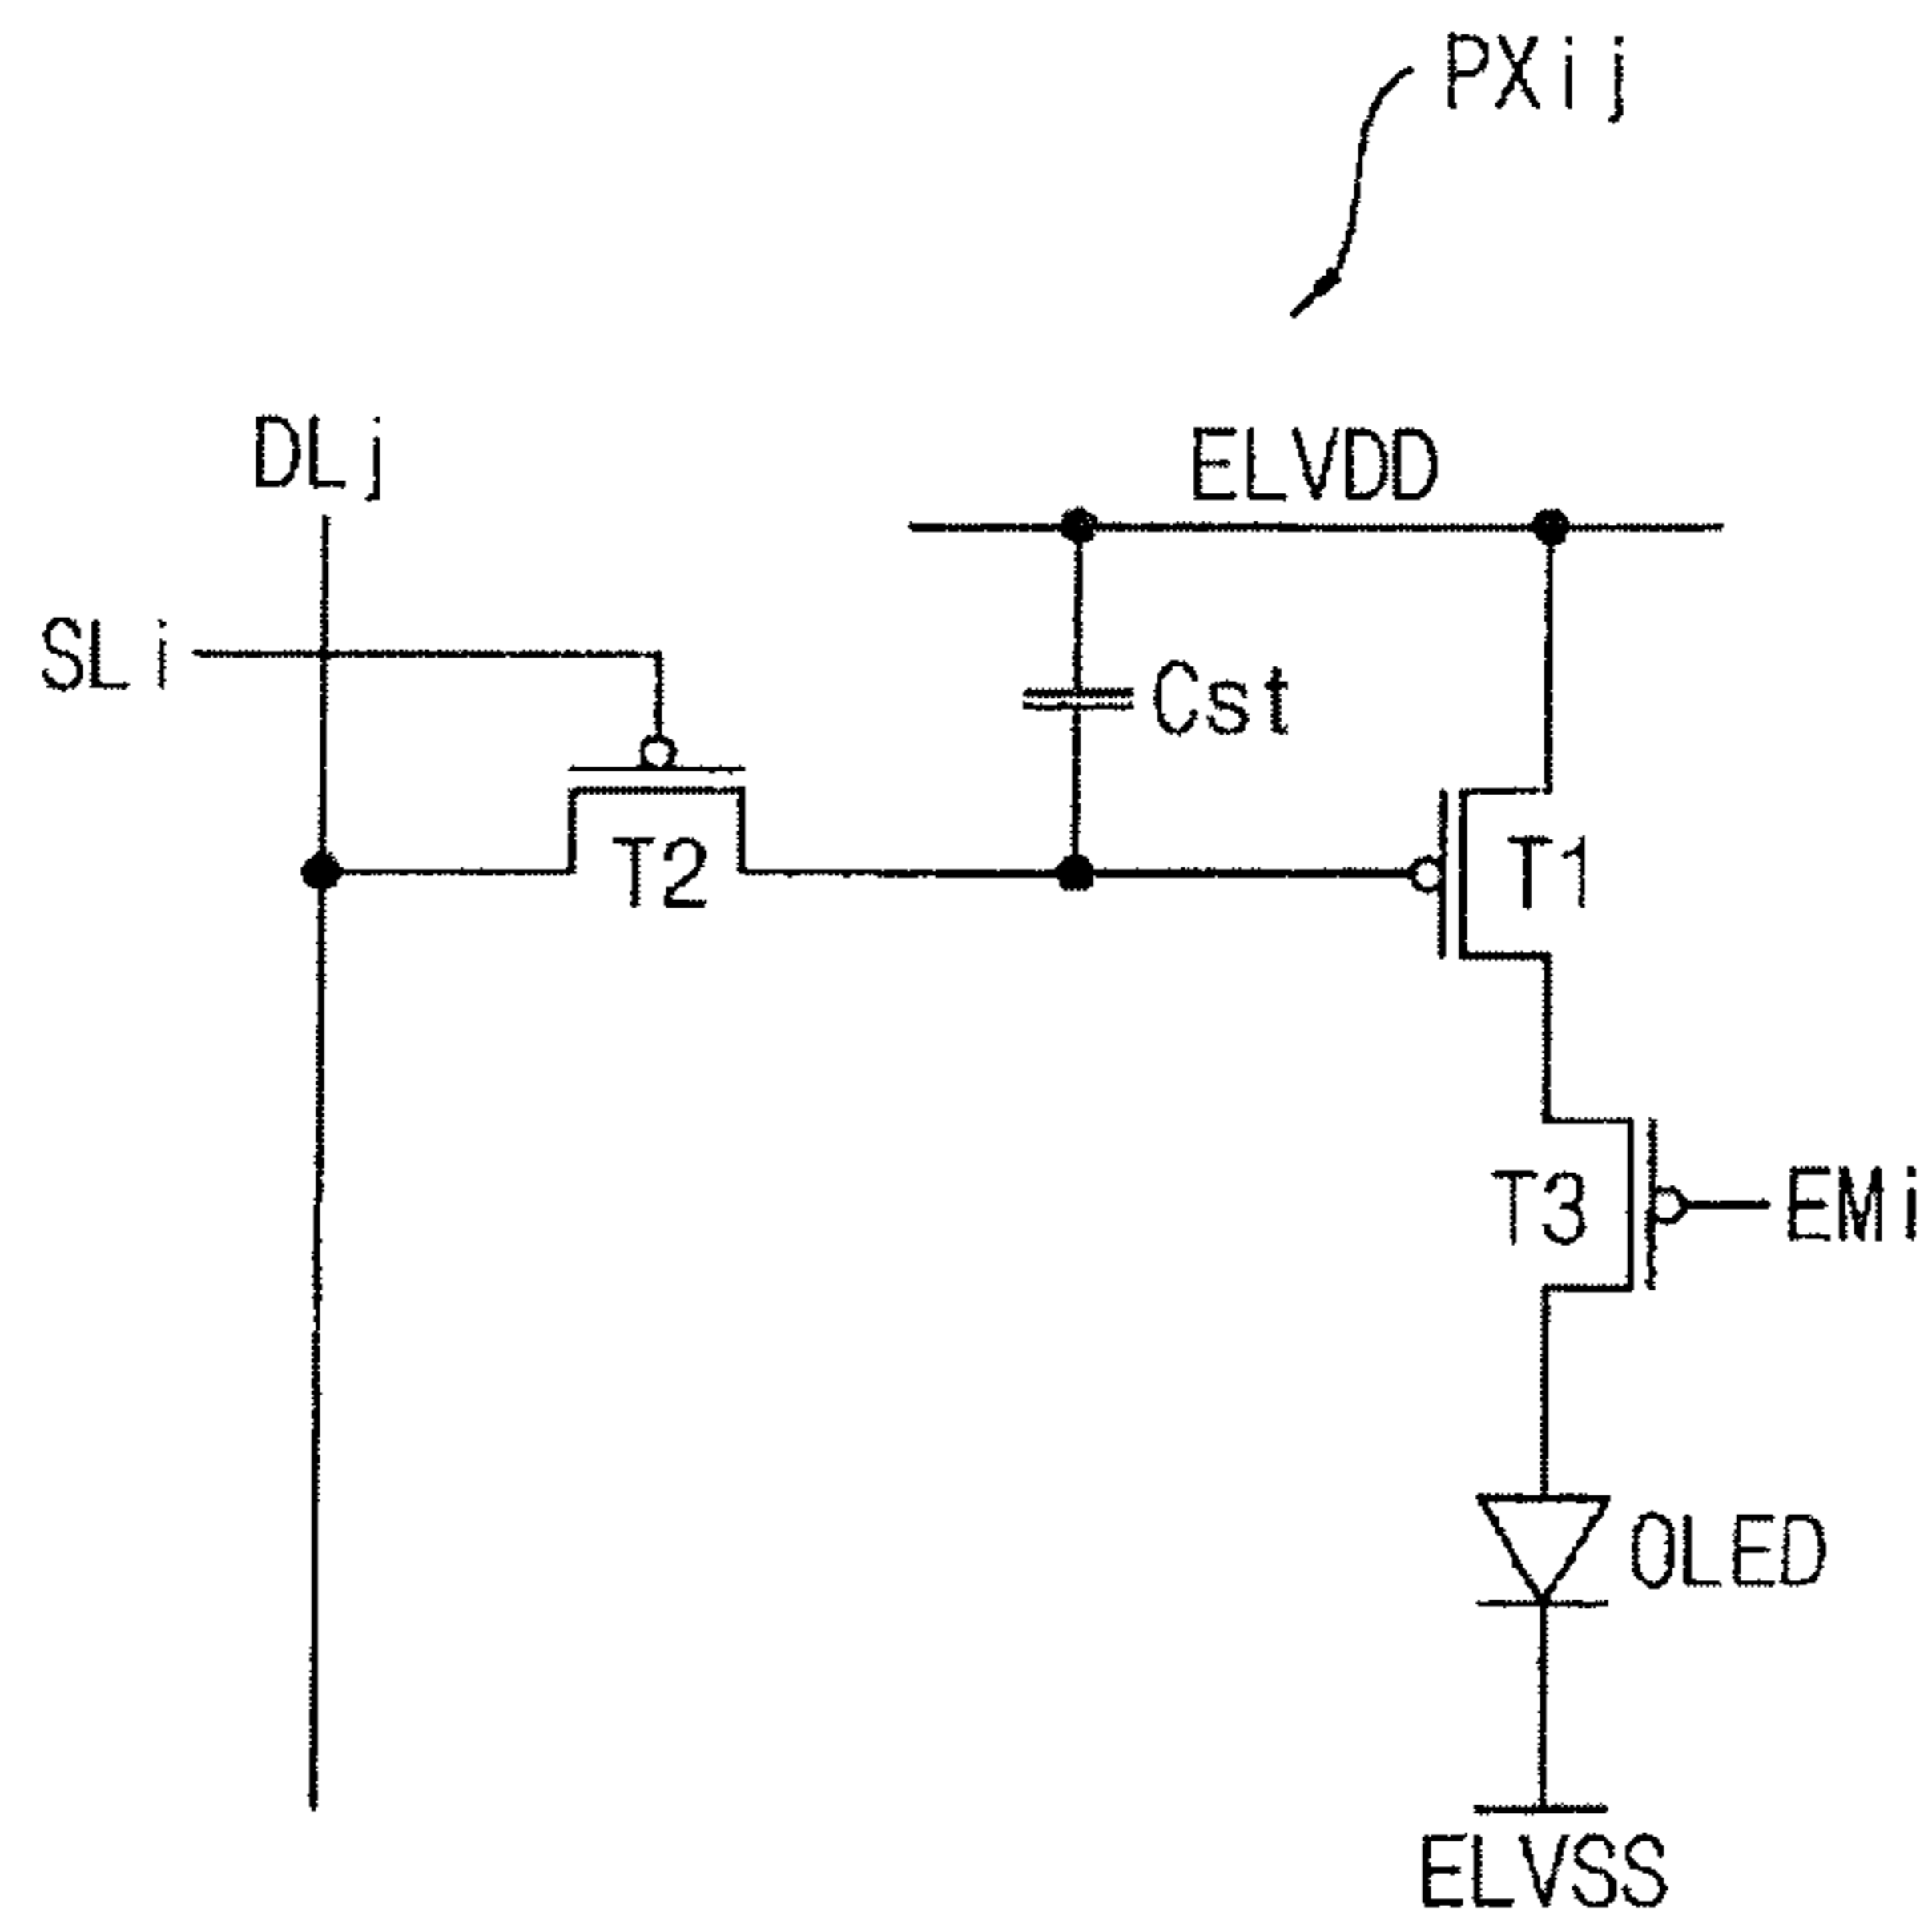 PXij
DLj
ELVDD
SLi
Cst
T2
T1
T3
EMi
OLED
ELVSS